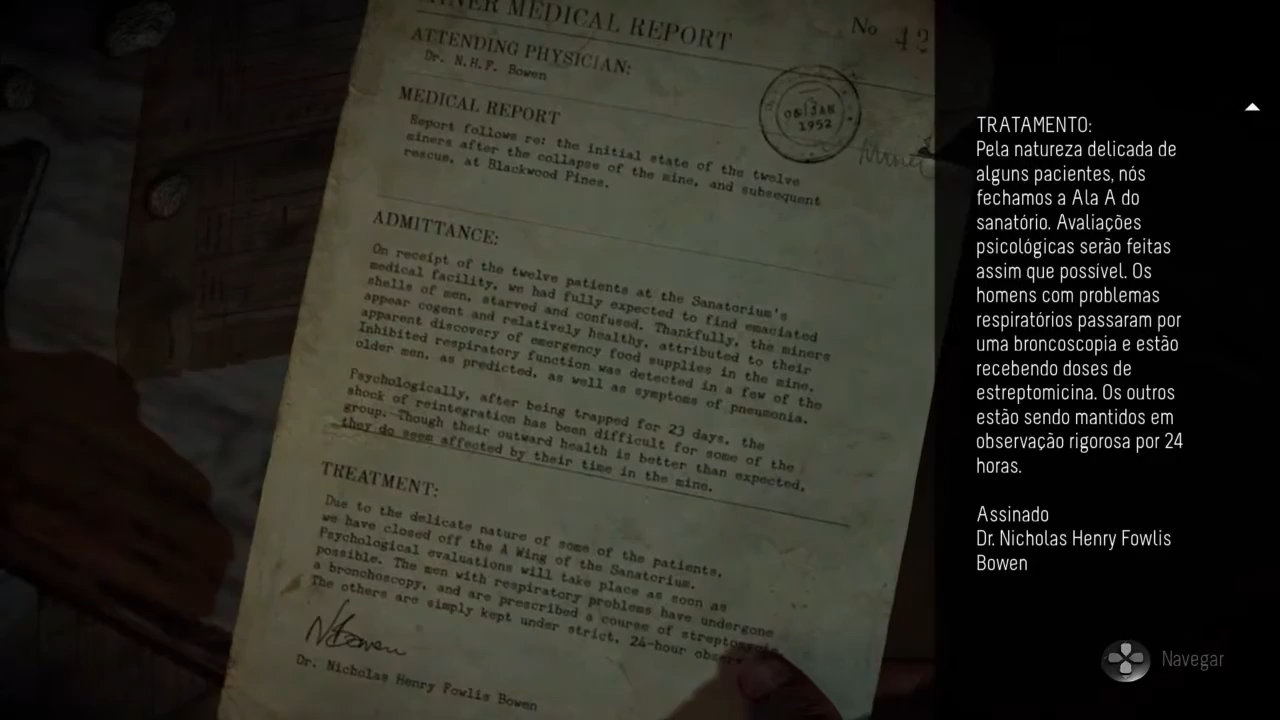 MINER MEDICAL REPORT
No 42
ATTENDING PHYSICIAN:
Dr. N.H.F. Bowen
MEDICAL REPORT
JAN
1952
Report follows re: the initial state of the twelve
miners after the collapse of the mine, and subsequent
rescue, at Blackwood Pines.
ADMITTANCE:
On receipt of the twelve patients at the Sanatorium's
medical facility, we had fully expected to find emaciated
shells of men, starved and confused. Thankfully, the miners
appear cogent and relatively healthy, attributed to their
apparent discovery of emergency food supplies in the mine.
Inhibited respiratory function was detected in a few of the
older men, as predicted, as well as symptoms of pneumonia.
Psychologically, after being trapped for 23 days, the
shock of reintegration has been difficult for some of the
group. Though their outward health is better than expected,
they do seem affected by their time in the mine.
TREATMENT:
Due to the delicate nature of some of the patients,
we have closed off the A Wing of the Sanatorium.
Psychological evaluations will take place as soon as
possible. The men with respiratory problems have undergone
a bronchoscopy, and are prescribed a course of streptomycin.
The others are simply kept under strict, 24-hour obser
NBowen
Dr. Nicholas Henry Fowlis Bowen
TRATAMENTO:
Pela natureza delicada de
alguns pacientes, nós
fechamos a Ala A do
sanatório. Avaliações
psicológicas serão feitas
assim que possível. Os
homens com problemas
respiratórios passaram por
uma broncoscopia e estão
recebendo doses de
estreptomicina. Os outros
estão sendo mantidos em
observação rigorosa por 24
horas.
Assinado
Dr. Nicholas Henry Fowlis
Bowen
Navegar